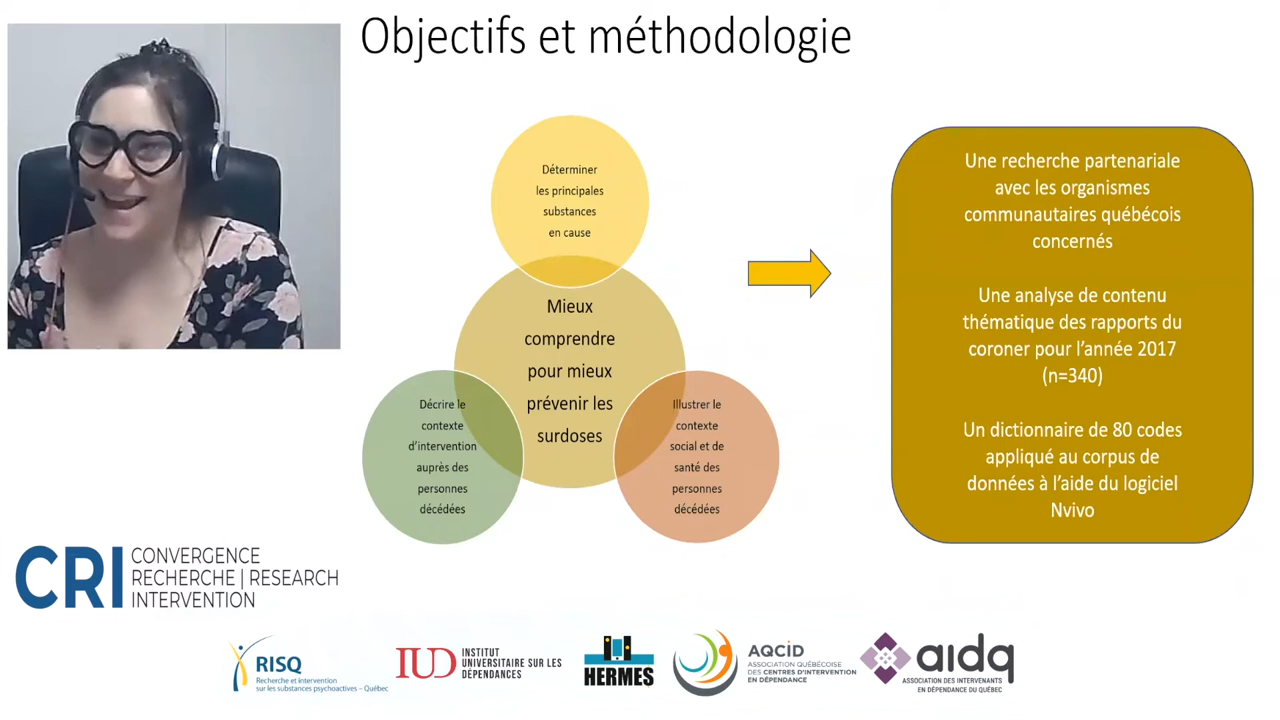 Objectifs et méthodologie
Déterminer
les principales
substances
en cause
Mieux
comprendre
pour mieux
prévenir les
surdoses
Décrire le
contexte
d'intervention
auprès des
personnes
décédées
Illustrer le
contexte
social et de
santé des
personnes
décédées
Une recherche partenariale
avec les organismes
communautaires québécois
concernés
Une analyse de contenu
thématique des rapports du
coroner pour l'année 2017
(n=340)
Un dictionnaire de 80 codes
appliqué au corpus de
données à l'aide du logiciel
Nvivo
CRI
CONVERGENCE
RECHERCHE | RESEARCH
INTERVENTION
RISQ
Recherche et intervention
sur les substances psychoactives – Québec
IUD
INSTITUT
UNIVERSITAIRE SUR LES
DÉPENDANCES
HERMES
AQCID
ASSOCIATION QUÉBÉCOISE
DES CENTRES D'INTERVENTION
EN DÉPENDANCE
aidq
ASSOCIATION DES INTERVENANTS
EN DÉPENDANCE DU QUÉBEC